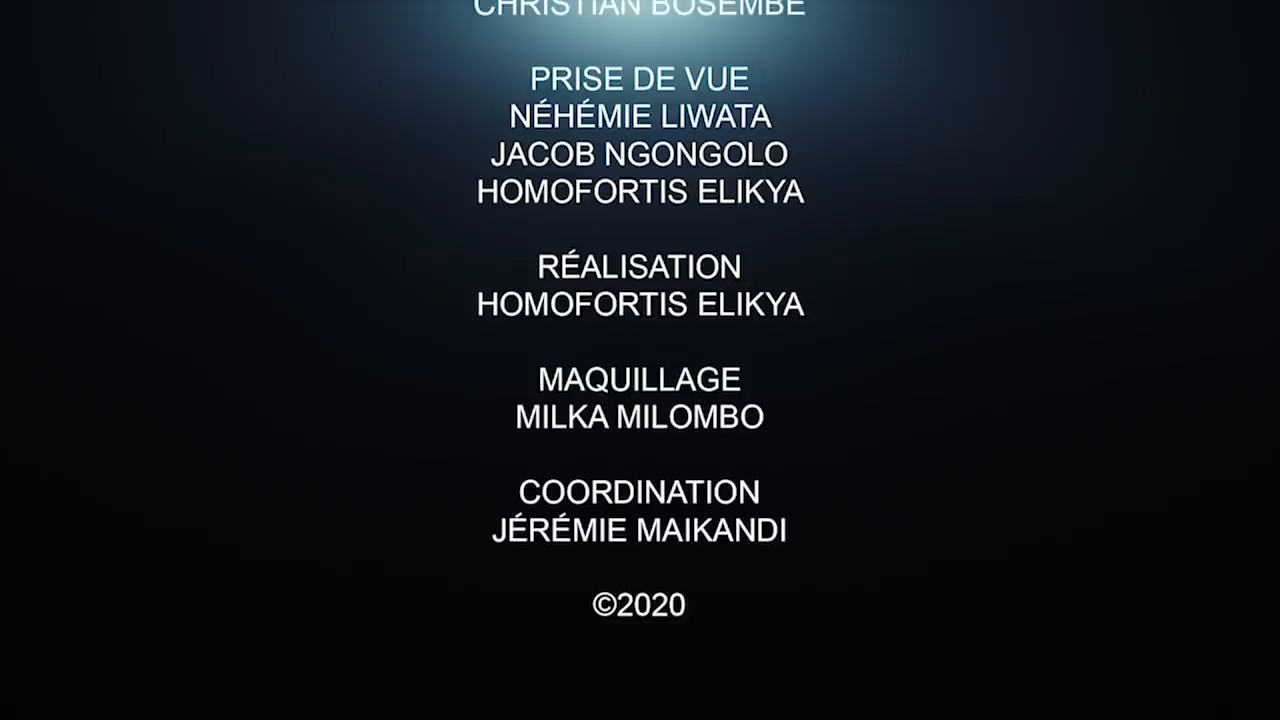 CHRISTIAN BOSEMBE
PRISE DE VUE
NÉHÉMIE LIWATA
JACOB NGONGOLO
HOMOFORTIS ELIKYA
RÉALISATION
HOMOFORTIS ELIKYA
MAQUILLAGE
MILKA MILOMBO
COORDINATION
JÉRÉMIE MAIKANDI
©2020